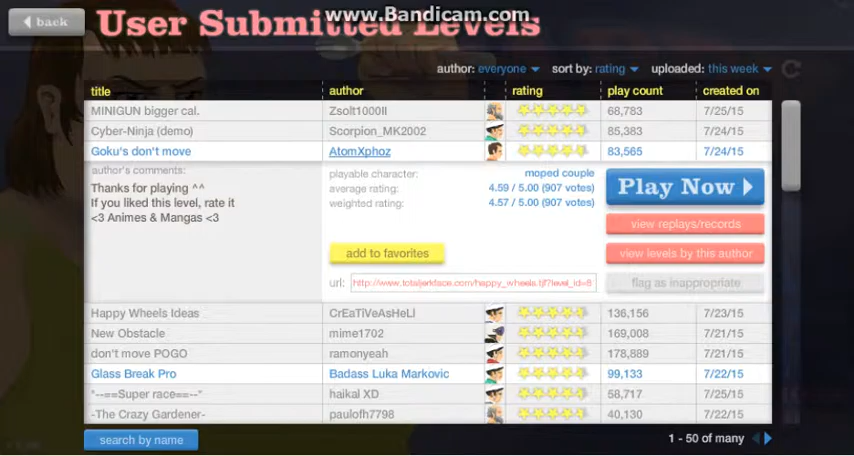 www.Bandicam.com
back
User Submitted Levels
author: everyone sort by: rating uploaded: this week
title author rating play count created on
MINIGUN bigger cal. Zsolt1000II 68,783 7/25/15
Cyber-Ninja (demo) Scorpion_MK2002 85,383 7/24/15
Goku's don't move AtomXphoz 83,565 7/24/15
author's comments:
Thanks for playing ^^
If you liked this level, rate it
<3 Animes & Mangas <3
playable character: moped couple
average rating: 4.59 / 5.00 (907 votes)
weighted rating: 4.57 / 5.00 (907 votes)
add to favorites
url: http://www.totaljerkface.com/happy_wheels.tjf?level_id=8
Play Now
view replays/records
view levels by this author
flag as inappropriate
Happy Wheels Ideas CrEaTiVeAsHeLl 136,156 7/23/15
New Obstacle mime1702 169,008 7/21/15
don't move POGO ramonyeah 178,889 7/21/15
Glass Break Pro Badass Luka Markovic 99,133 7/22/15
"--==Super race==--" haikal XD 58,717 7/25/15
-The Crazy Gardener- paulofh7798 40,130 7/22/15
search by name
1 - 50 of many